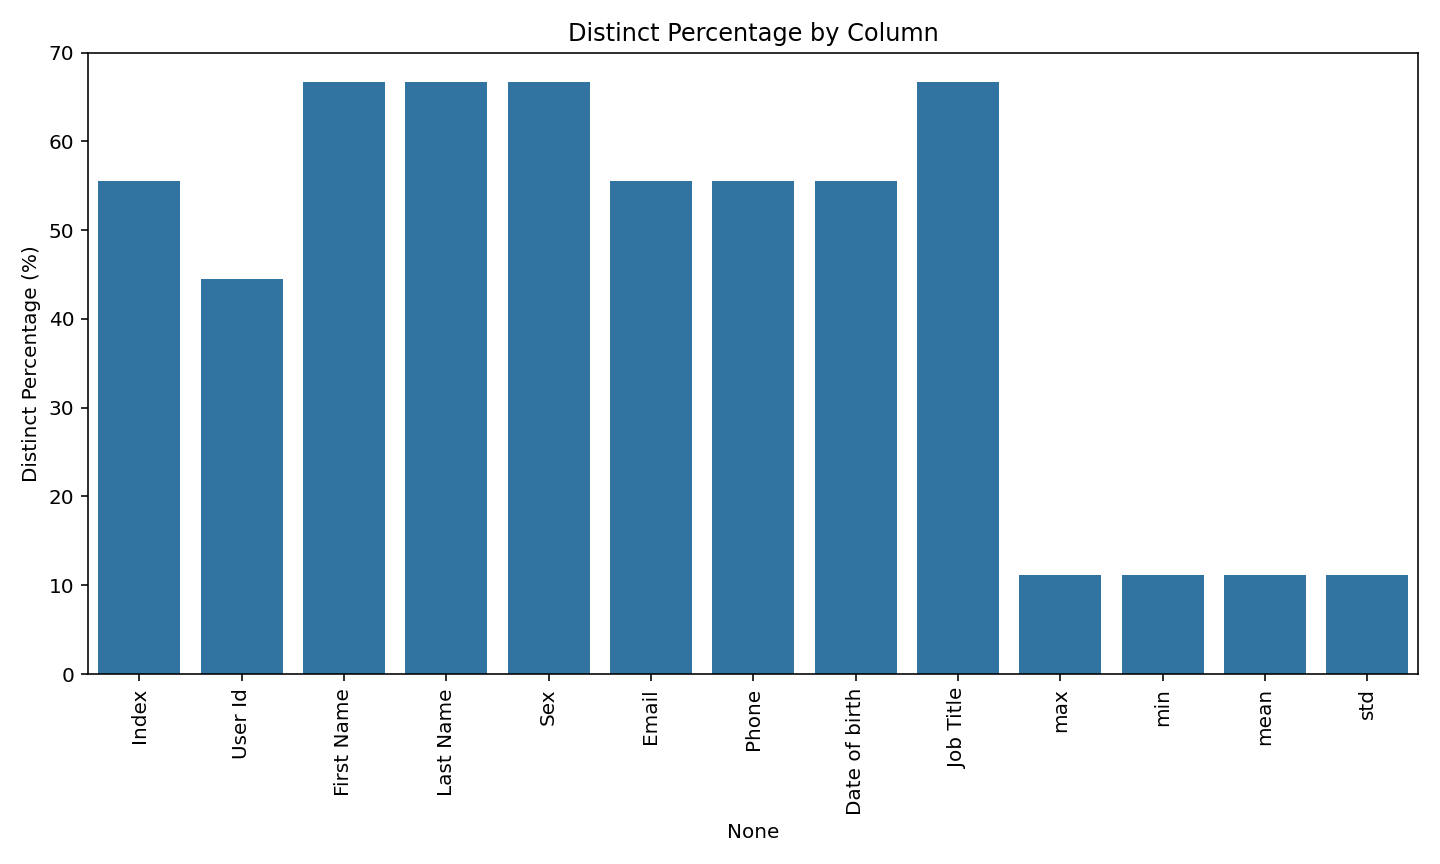 Distinct Percentage by Column
Distinct Percentage (%)
70
60
50
40
30
20
10
0
Index
User Id
First Name
Last Name
Sex
Email
Phone
Date of birth
Job Title
max
min
mean
std
None